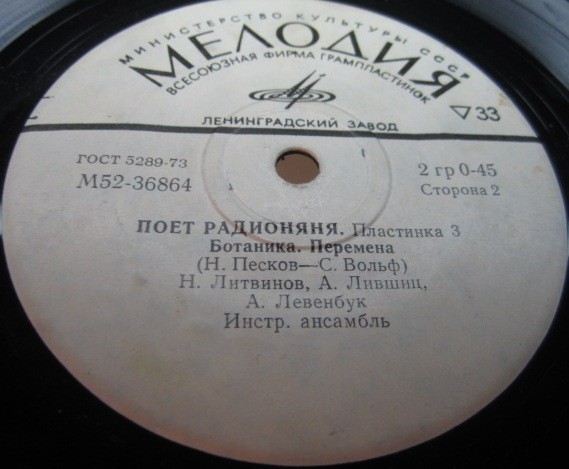 МИНИСТЕРСТВО КУЛЬТУРЫ СССР
МЕЛОДИЯ
ВСЕСОЮЗНАЯ ФИРМА ГРАМПЛАСТИНОК
33
ЛЕНИНГРАДСКИЙ ЗАВОД
ГОСТ 5289-73
М52-36864
2 гр 0-45
Сторона 2
ПОЕТ РАДИОНЯНЯ. Пластинка 3
Ботаника. Перемена
(Н. Песков—С. Вольф)
Н. Литвинов, А. Лившиц,
А. Левенбук
Инстр. ансамбль